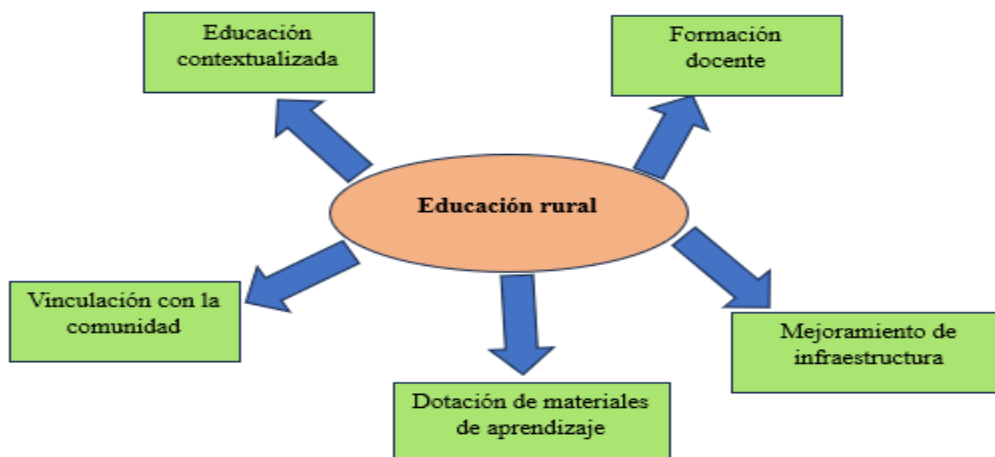 Educación
contextualizada
Formación
docente
Educación rural
Vinculación con la
comunidad
Mejoramiento de
infraestructura
Dotación de materiales
de aprendizaje